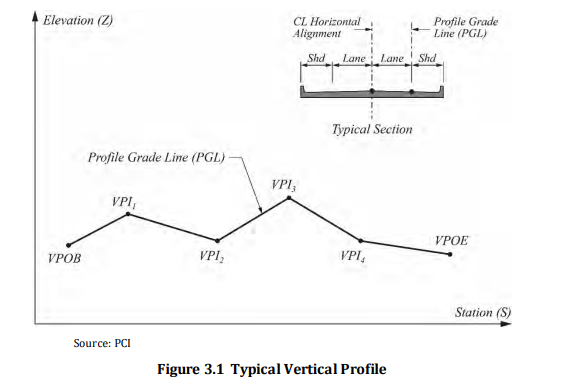 Elevation (Z)
CL Horizontal
Alignment
Profile Grade
Line (PGL)
Shd
Lane
Lane
Shd
Typical Section
Profile Grade Line (PGL)
VPI₁
VPI₃
VPOB
VPI₂
VPI₄
VPOE
Station (S)
Source: PCI
Figure 3.1 Typical Vertical Profile